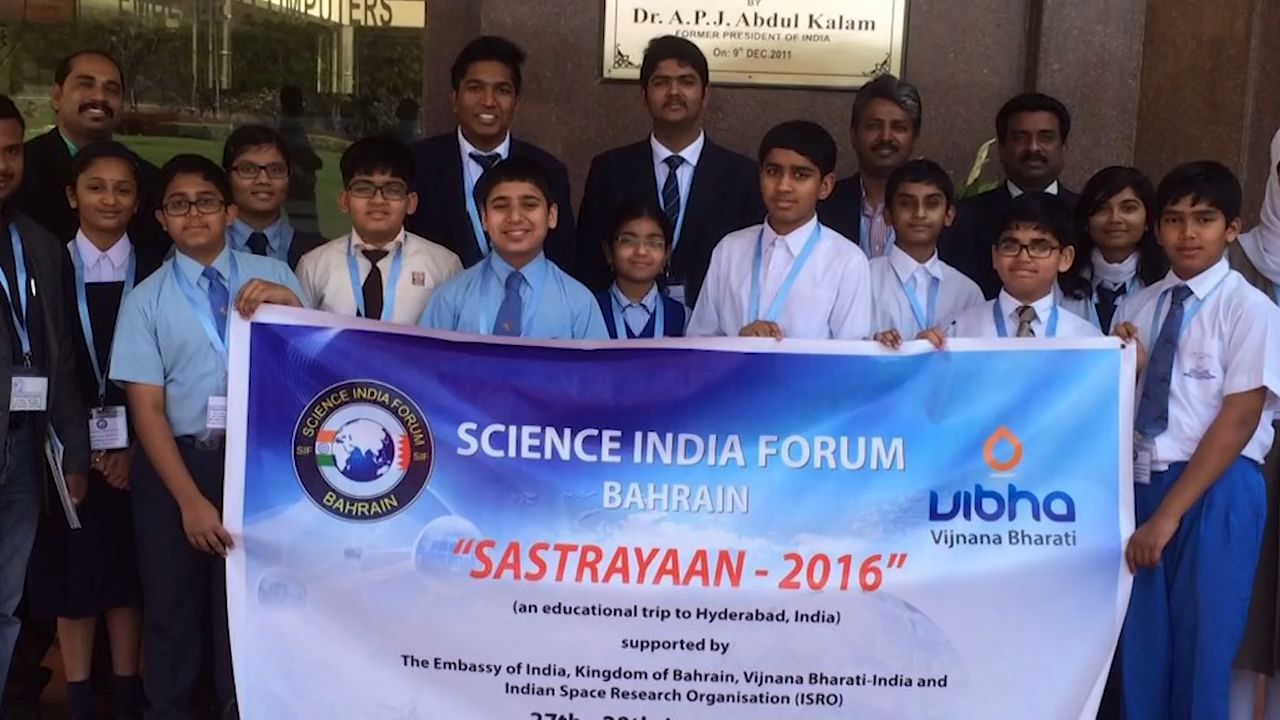 BY
Dr. A.P.J. Abdul Kalam
FORMER PRESIDENT OF INDIA
On: 9th DEC.2011
SCIENCE INDIA FORUM
SIF SIF
BAHRAIN
SCIENCE INDIA FORUM
BAHRAIN
vibha
Vijnana Bharati
"SASTRAYAAN - 2016"
(an educational trip to Hyderabad, India)
supported by
The Embassy of India, Kingdom of Bahrain, Vijnana Bharati-India and
Indian Space Research Organisation (ISRO)